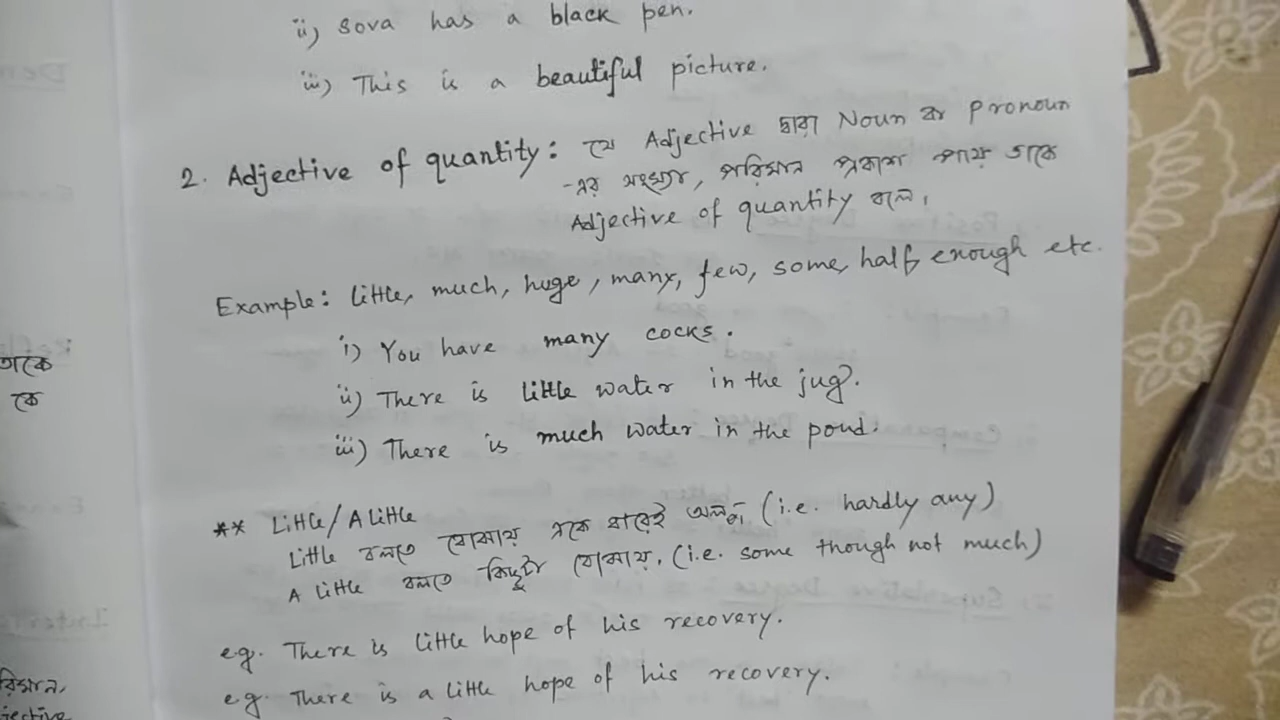 ii) Sova has a black pen.
iii) This is a beautiful picture.
2. Adjective of quantity: যে Adjective দ্বারা Noun বা Pronoun
-এর সংখ্যার, পরিমান প্রকাশ পায় তাকে
Adjective of quantity বলে।
Example: Little, much, huge, many, few, some, half, enough etc.
i) You have many cocks.
ii) There is little water in the jug.
iii) There is much water in the pond.
** Little/A little
Little বলতে বোঝায় একে বারেই (i.e. hardly any)
A little বলতে কিছুটা বোঝায়. (i.e. some though not much)
e.g. There is little hope of his recovery.
e.g. There is a little hope of his recovery.
তাকে
কে